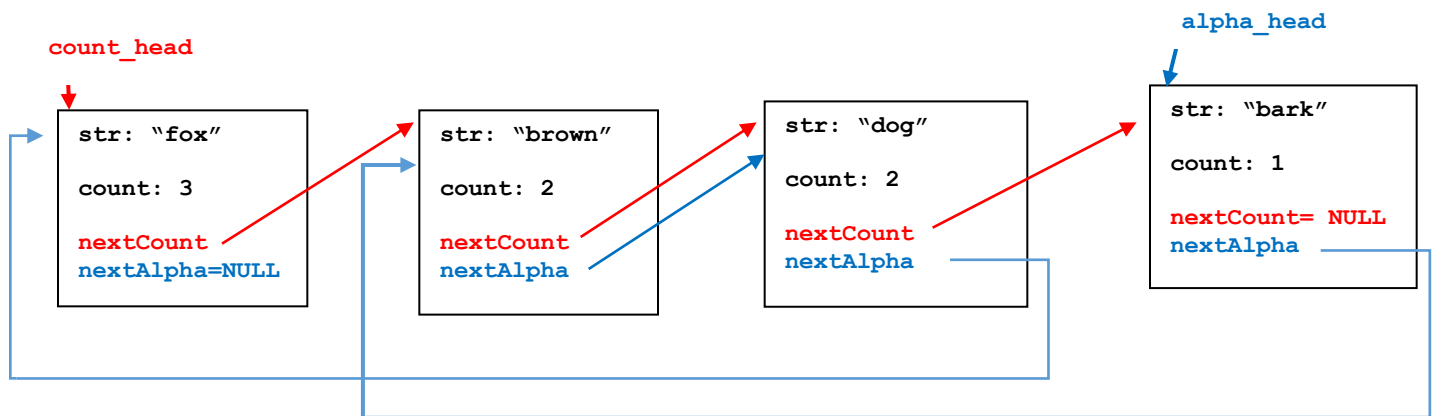 count_head
alpha_head
str: “fox”
count: 3
nextCount
nextAlpha=NULL
str: “brown”
count: 2
nextCount
nextAlpha
str: “dog”
count: 2
nextCount
nextAlpha
str: “bark”
count: 1
nextCount= NULL
nextAlpha